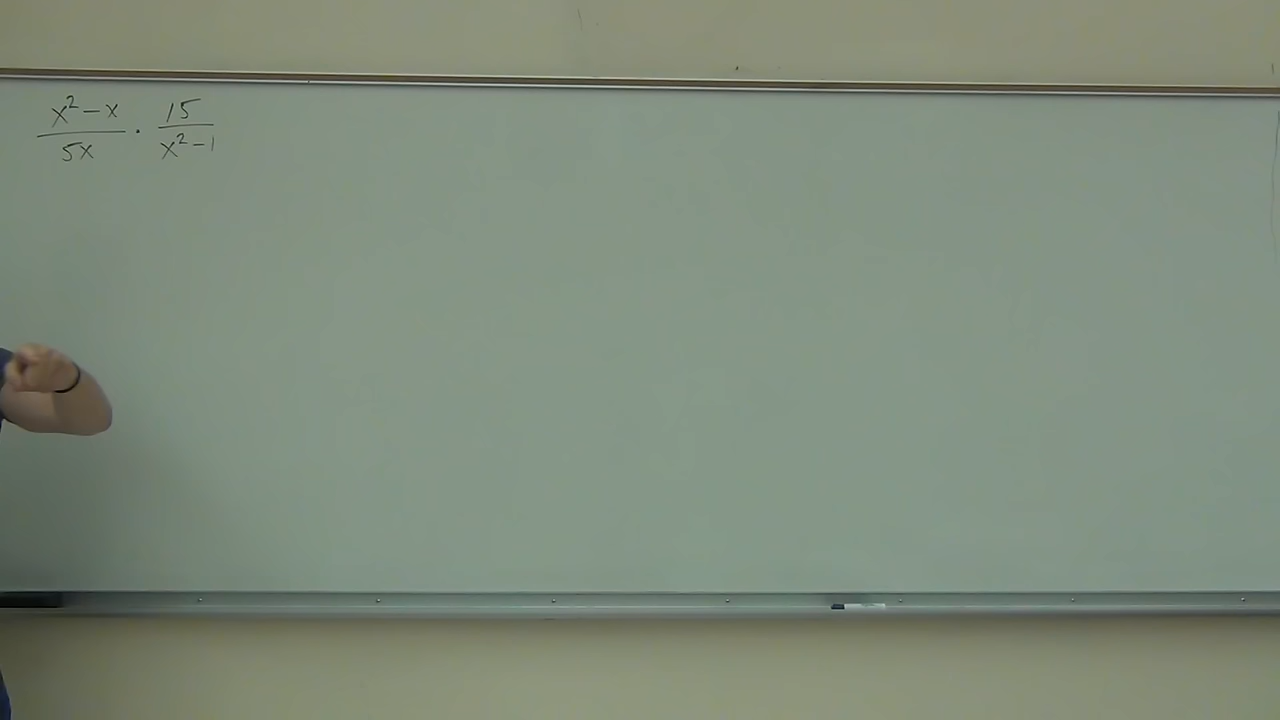 x² - x / 5x · 15 / x² - 1